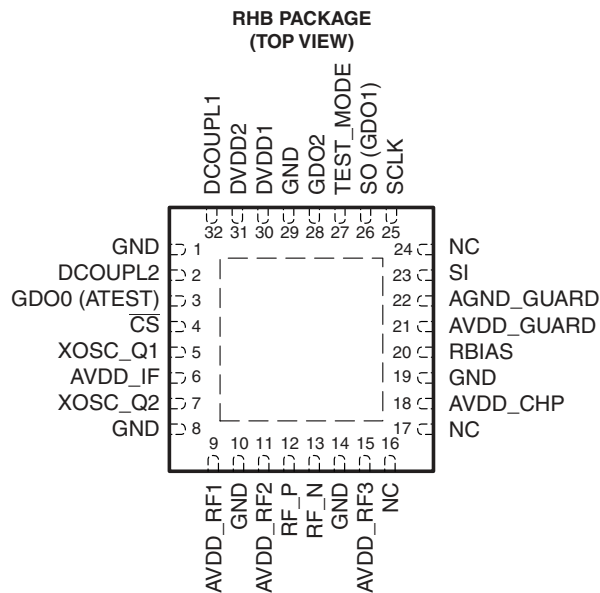 RHB PACKAGE
(TOP VIEW)
DCOUPL1
DVDD2
DVDD1
GND
GDO2
TEST_MODE
SO (GDO1)
SCLK
32 31 30 29 28 27 26 25
GND 1
DCOUPL2 2
GDO0 (ATEST) 3
CS 4
XOSC_Q1 5
AVDD_IF 6
XOSC_Q2 7
GND 8
24 NC
23 SI
22 AGND_GUARD
21 AVDD_GUARD
20 RBIAS
19 GND
18 AVDD_CHP
17 NC
9 10 11 12 13 14 15 16
AVDD_RF1
GND
AVDD_RF2
RF_P
RF_N
GND
AVDD_RF3
NC